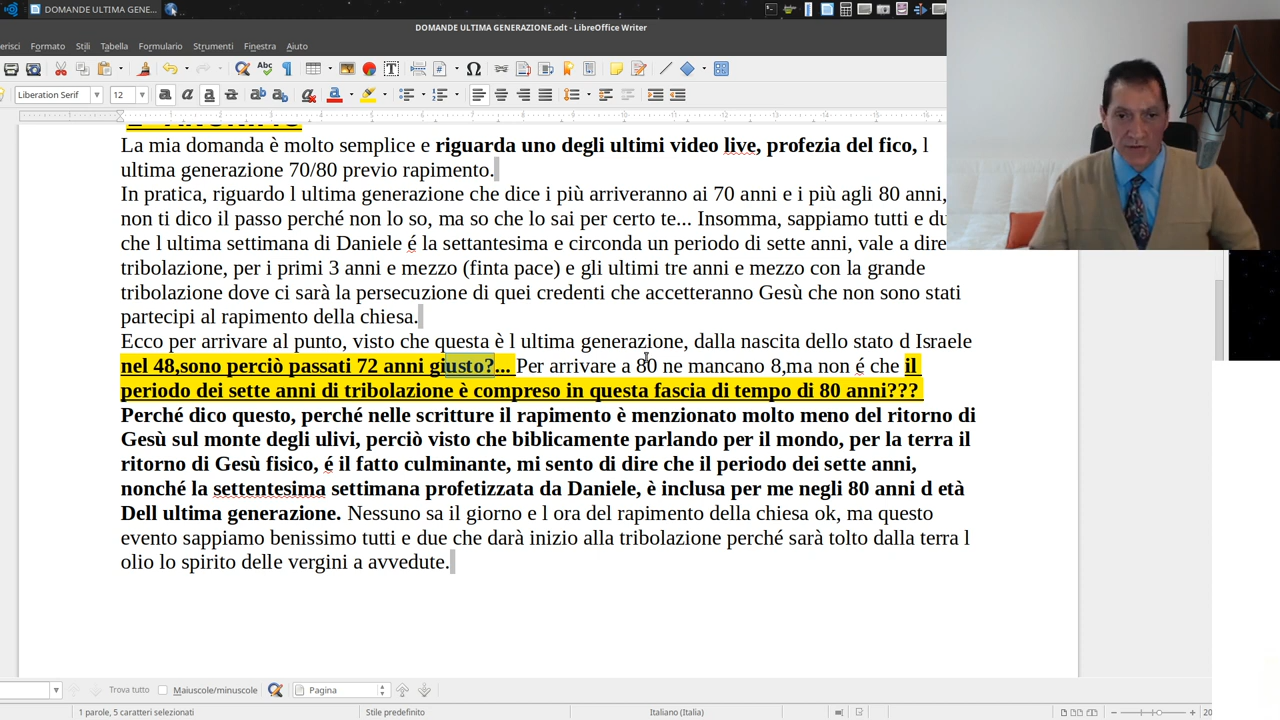 DOMANDE ULTIMA GENE...
DOMANDE ULTIMA GENERAZIONE.odt - LibreOffice Writer
erisci Formato Stili Tabella Formulario Strumenti Finestra Aiuto
Liberation Serif 12
La mia domanda è molto semplice e riguarda uno degli ultimi video live, profezia del fico, l
ultima generazione 70/80 previo rapimento.
In pratica, riguardo l ultima generazione che dice i più arriveranno ai 70 anni e i più agli 80 anni,
non ti dico il passo perché non lo so, ma so che lo sai per certo te... Insomma, sappiamo tutti e du
che l ultima settimana di Daniele é la settantesima e circonda un periodo di sette anni, vale a dire
tribolazione, per i primi 3 anni e mezzo (finta pace) e gli ultimi tre anni e mezzo con la grande
tribolazione dove ci sarà la persecuzione di quei credenti che accetteranno Gesù che non sono stati
partecipi al rapimento della chiesa.
Ecco per arrivare al punto, visto che questa è l ultima generazione, dalla nascita dello stato d Israele
nel 48,sono perciò passati 72 anni giusto?... Per arrivare a 80 ne mancano 8,ma non é che il
periodo dei sette anni di tribolazione è compreso in questa fascia di tempo di 80 anni???
Perché dico questo, perché nelle scritture il rapimento è menzionato molto meno del ritorno di
Gesù sul monte degli ulivi, perciò visto che biblicamente parlando per il mondo, per la terra il
ritorno di Gesù fisico, é il fatto culminante, mi sento di dire che il periodo dei sette anni,
nonché la settentesima settimana profetizzata da Daniele, è inclusa per me negli 80 anni d età
Dell ultima generazione. Nessuno sa il giorno e l ora del rapimento della chiesa ok, ma questo
evento sappiamo benissimo tutti e due che darà inizio alla tribolazione perché sarà tolto dalla terra l
olio lo spirito delle vergini a avvedute.
Trova tutto Maiuscole/minuscole Pagina
1 parole, 5 caratteri selezionati Stile predefinito Italiano (Italia) 20